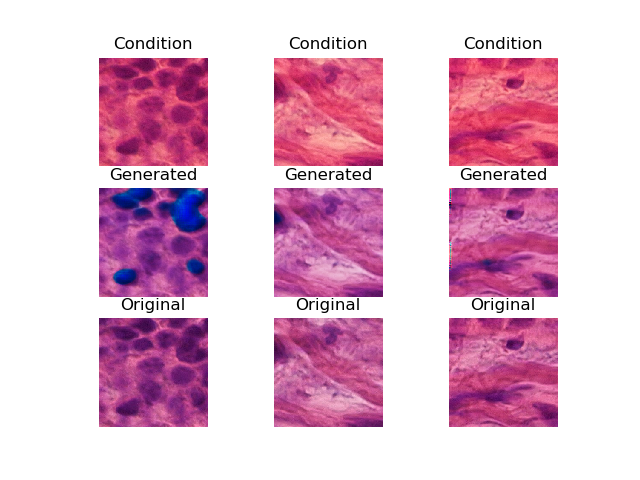 Condition Condition Condition
Generated Generated Generated
Original Original Original